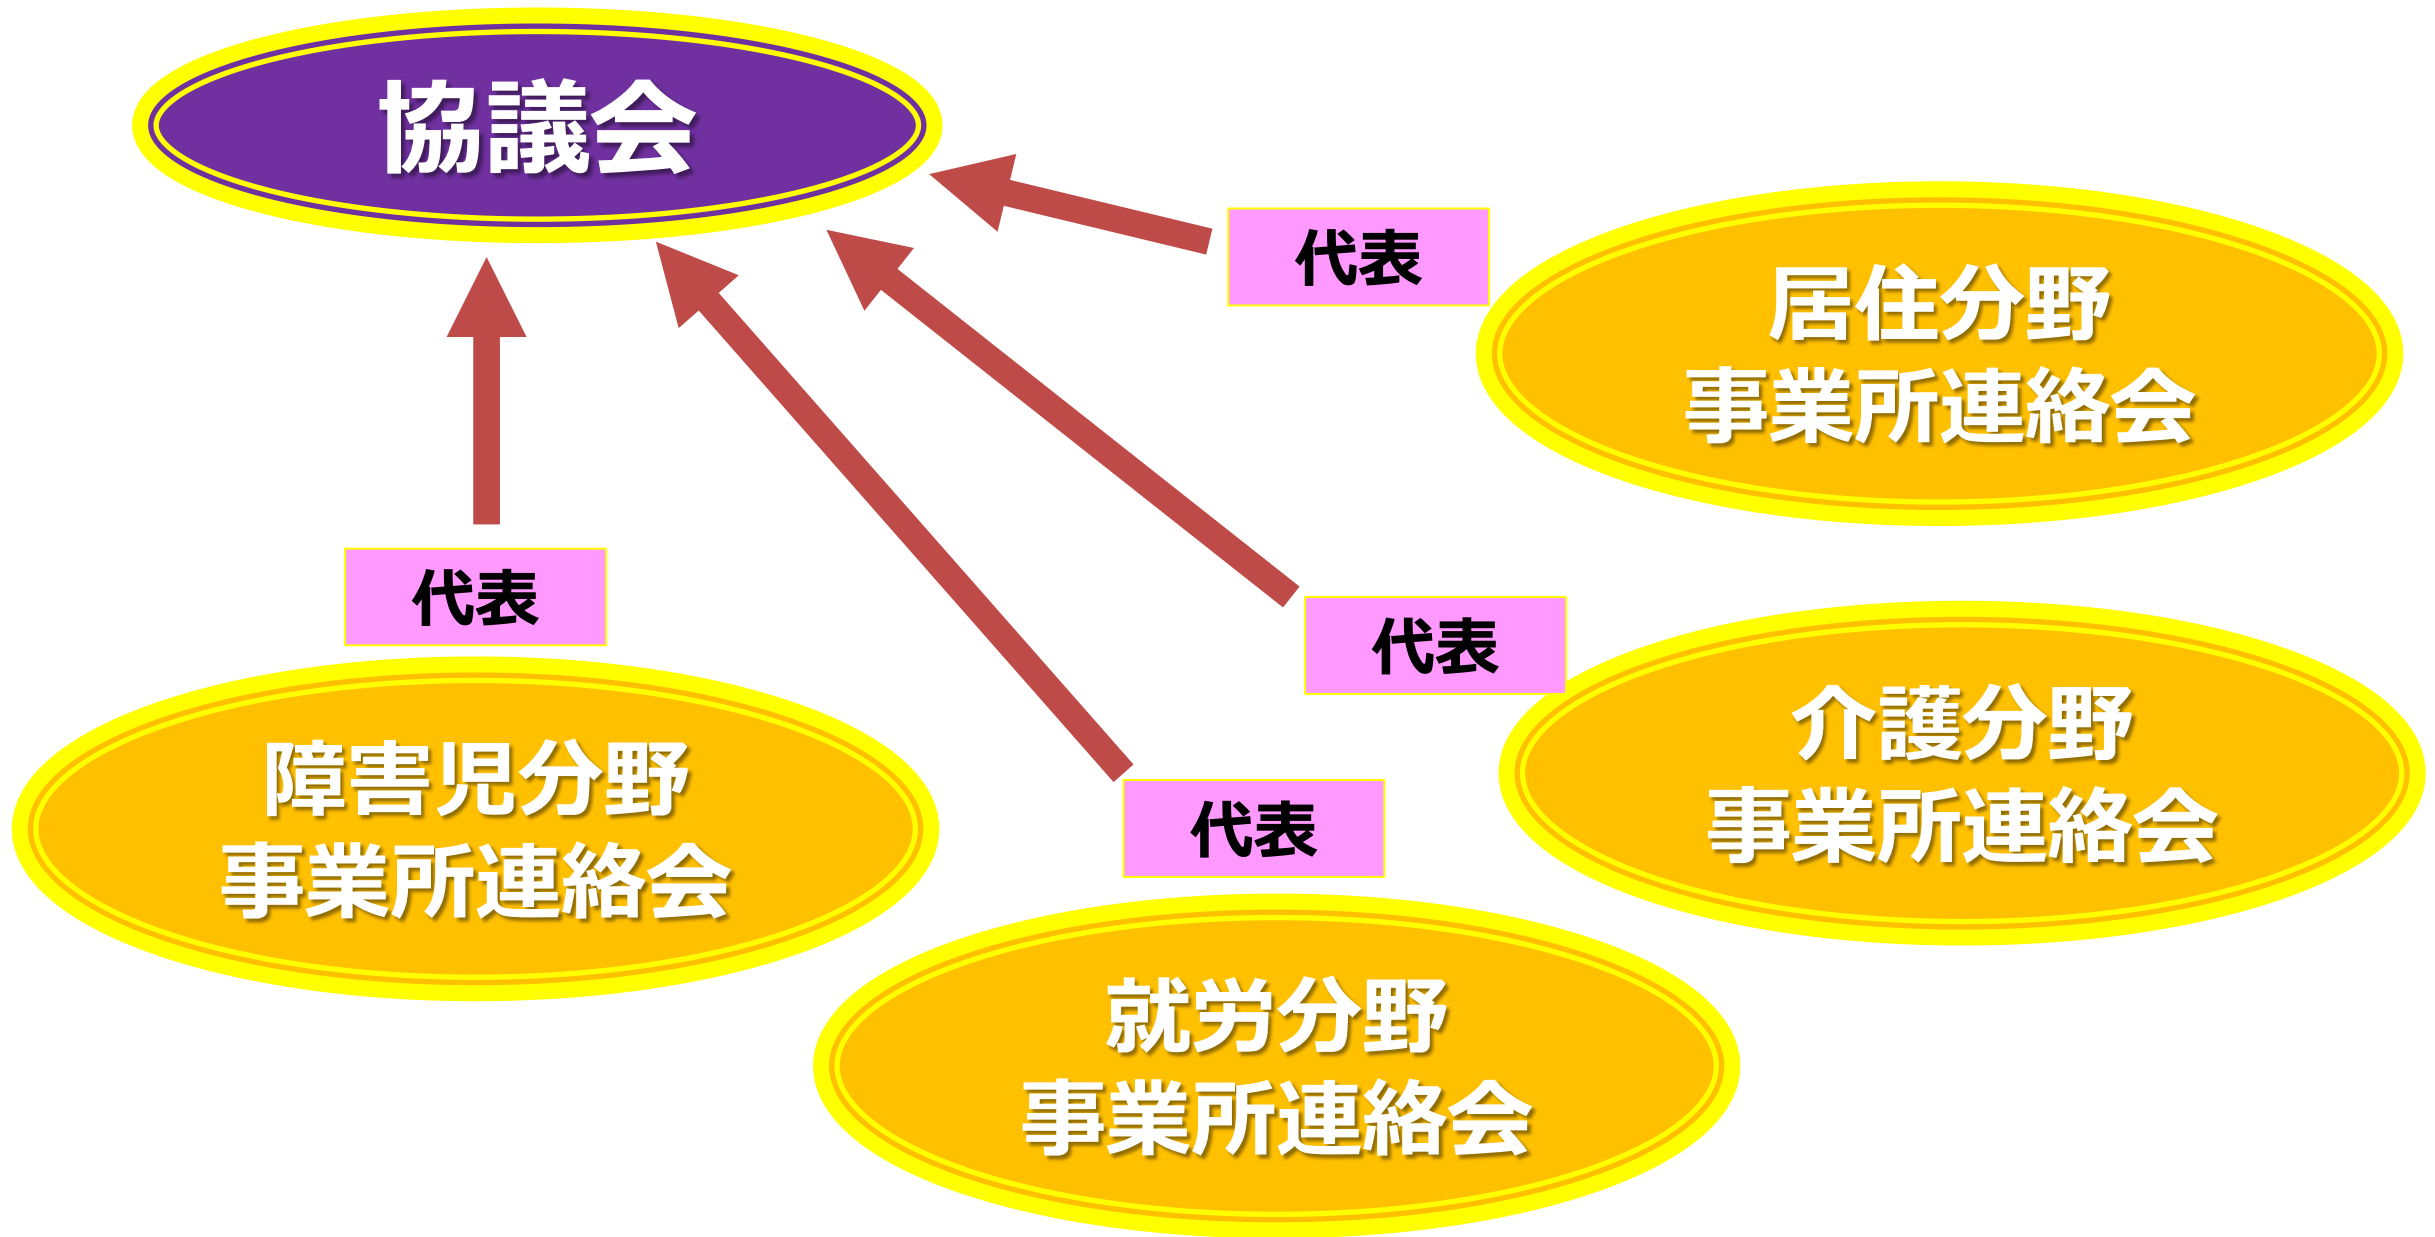 協議会
代表
居住分野
事業所連絡会
代表
障害児分野
事業所連絡会
代表
介護分野
事業所連絡会
代表
就労分野
事業所連絡会